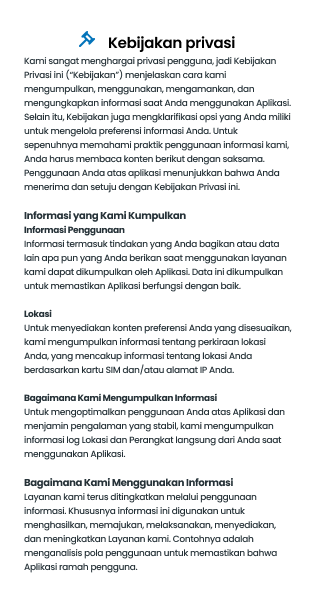 Kebijakan privasi
Kami sangat menghargai privasi pengguna, jadi Kebijakan
Privasi ini (“Kebijakan”) menjelaskan cara kami
mengumpulkan, menggunakan, mengamankan, dan
mengungkapkan informasi saat Anda menggunakan Aplikasi.
Selain itu, Kebijakan juga mengklarifikasi opsi yang Anda miliki
untuk mengelola preferensi informasi Anda. Untuk
sepenuhnya memahami praktik penggunaan informasi kami,
Anda harus membaca konten berikut dengan saksama.
Penggunaan Anda atas aplikasi menunjukkan bahwa Anda
menerima dan setuju dengan Kebijakan Privasi ini.
Informasi yang Kami Kumpulkan
Informasi Penggunaan
Informasi termasuk tindakan yang Anda bagikan atau data
lain apa pun yang Anda berikan saat menggunakan layanan
kami dapat dikumpulkan oleh Aplikasi. Data ini dikumpulkan
untuk memastikan Aplikasi berfungsi dengan baik.
Lokasi
Untuk menyediakan konten preferensi Anda yang disesuaikan,
kami mengumpulkan informasi tentang perkiraan lokasi
Anda, yang mencakup informasi tentang lokasi Anda
berdasarkan kartu SIM dan/atau alamat IP Anda.
Bagaimana Kami Mengumpulkan Informasi
Untuk mengoptimalkan penggunaan Anda atas Aplikasi dan
menjamin pengalaman yang stabil, kami mengumpulkan
informasi log Lokasi dan Perangkat langsung dari Anda saat
menggunakan Aplikasi.
Bagaimana Kami Menggunakan Informasi
Layanan kami terus ditingkatkan melalui penggunaan
informasi. Khususnya informasi ini digunakan untuk
menghasilkan, memajukan, melaksanakan, menyediakan,
dan meningkatkan Layanan kami. Contohnya adalah
menganalisis pola penggunaan untuk memastikan bahwa
Aplikasi ramah pengguna.